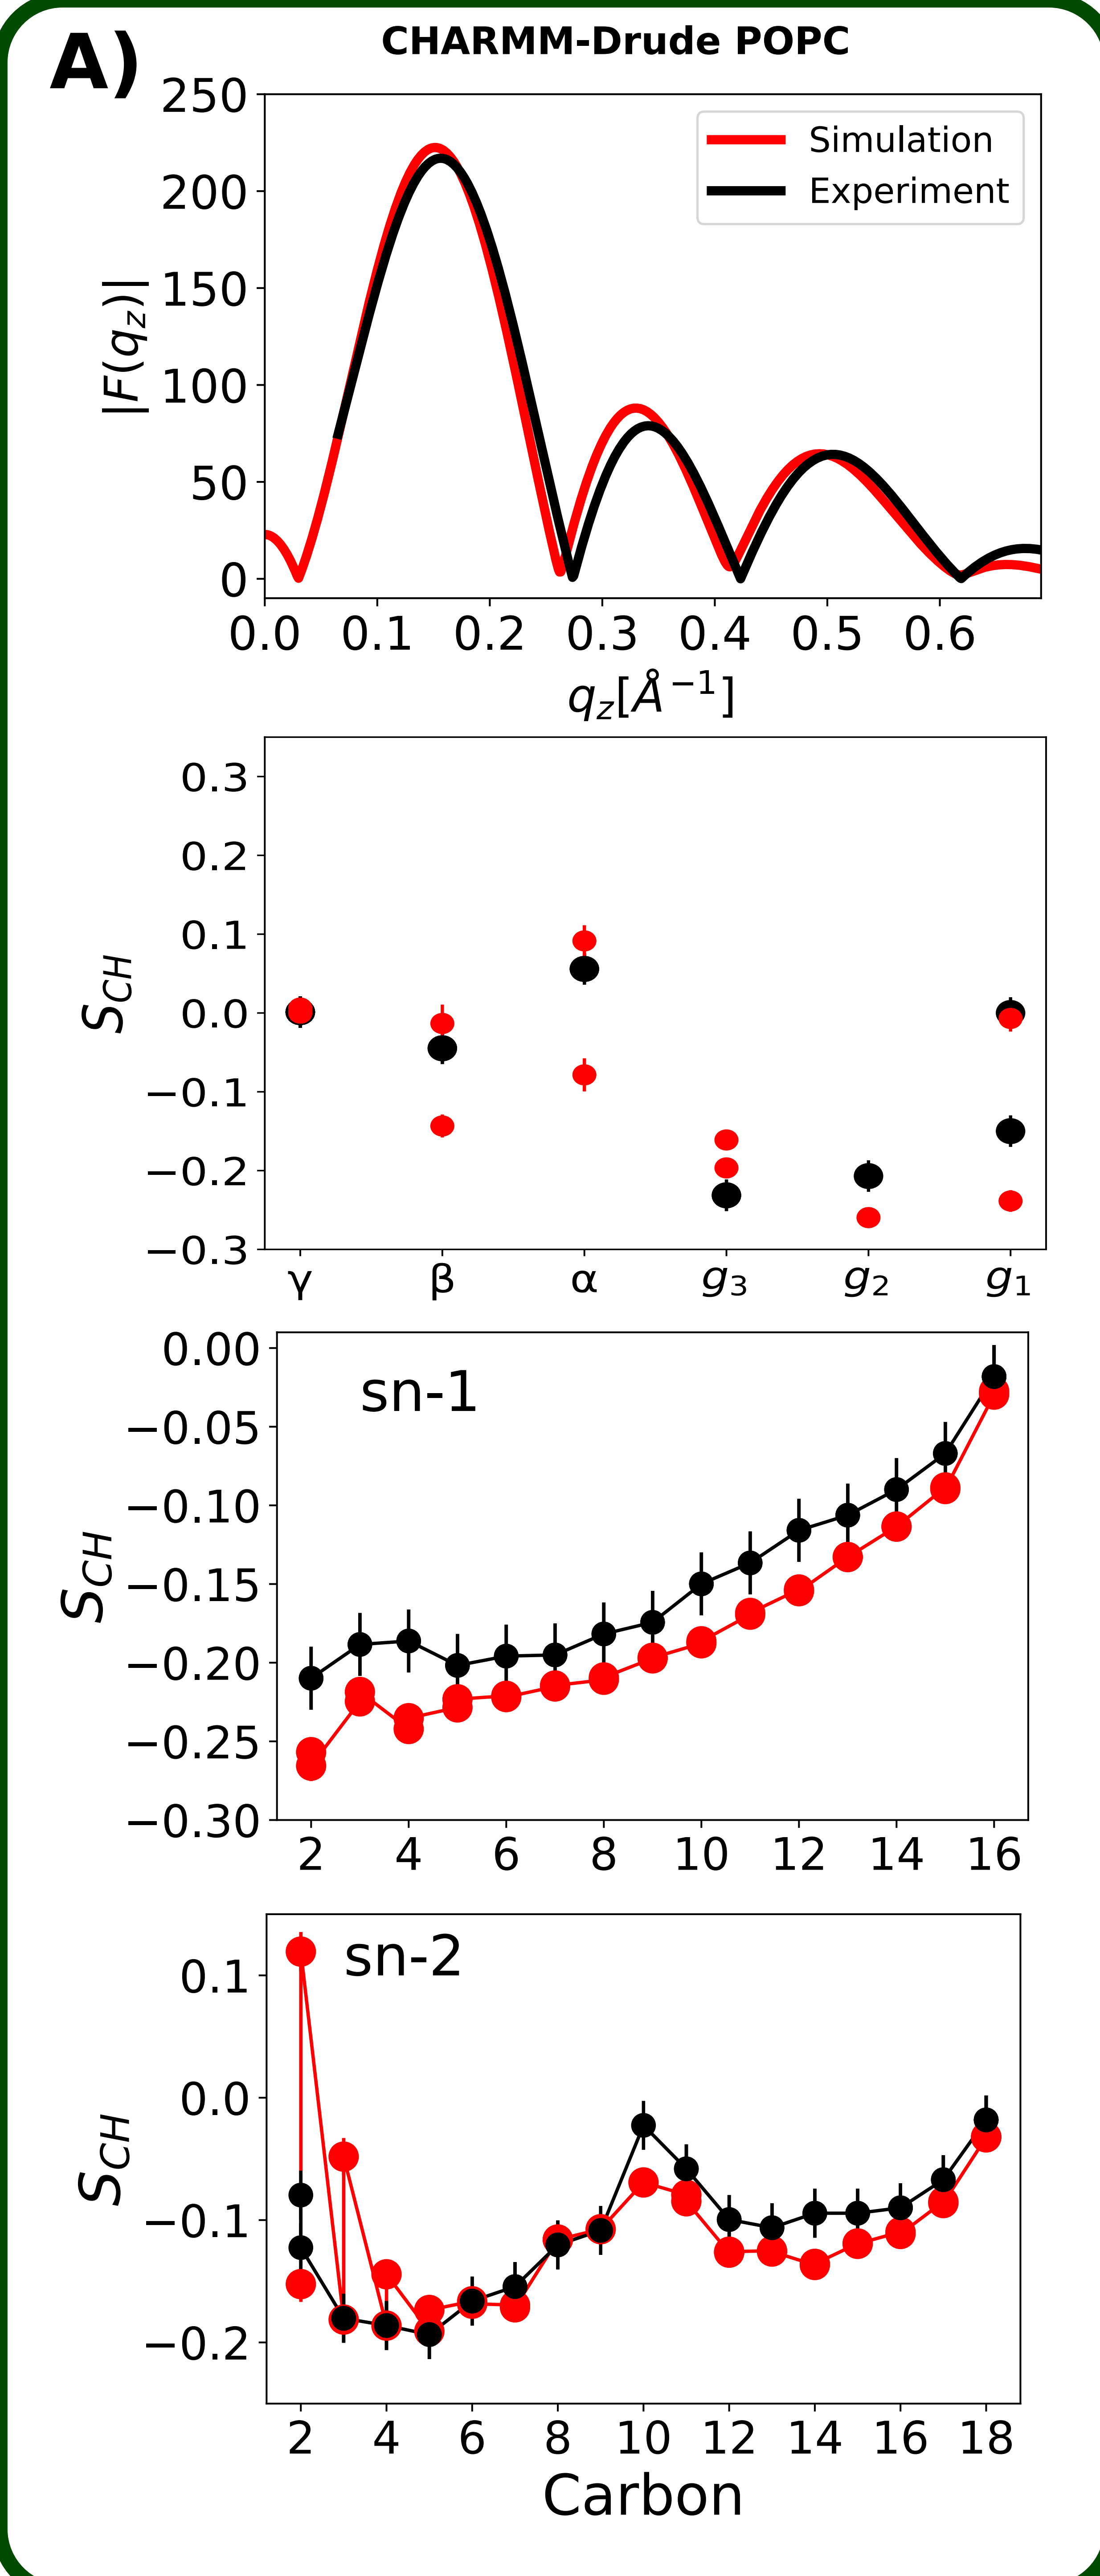 A)
CHARMM-Drude POPC
250
200
150
100
50
0
|F(q_z)|
Simulation
Experiment
0.0 0.1 0.2 0.3 0.4 0.5 0.6
q_z[Å⁻¹]
0.3
0.2
0.1
0.0
−0.1
−0.2
−0.3
S_CH
γ β α g₃ g₂ g₁
0.00
−0.05
−0.10
−0.15
−0.20
−0.25
−0.30
S_CH
sn-1
2 4 6 8 10 12 14 16
0.1
0.0
−0.1
−0.2
S_CH
sn-2
2 4 6 8 10 12 14 16 18
Carbon